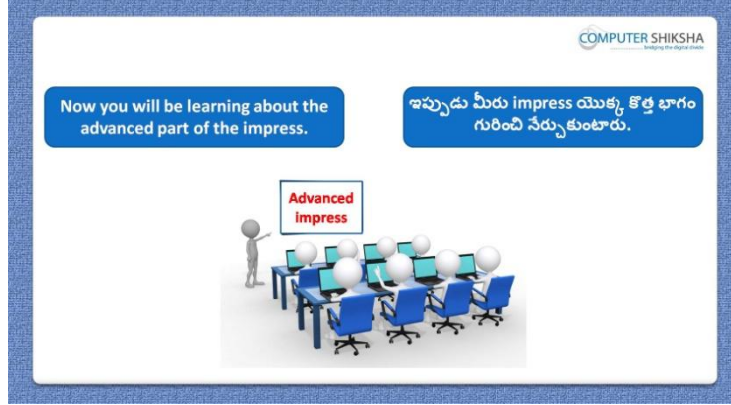 COMPUTER SHIKSHA
bridging the digital divide
Now you will be learning about the
advanced part of the impress.
ఇప్పుడు మీరు impress యొక్క కొత్త భాగం
గురించి నేర్చుకుంటారు.
Advanced
impress